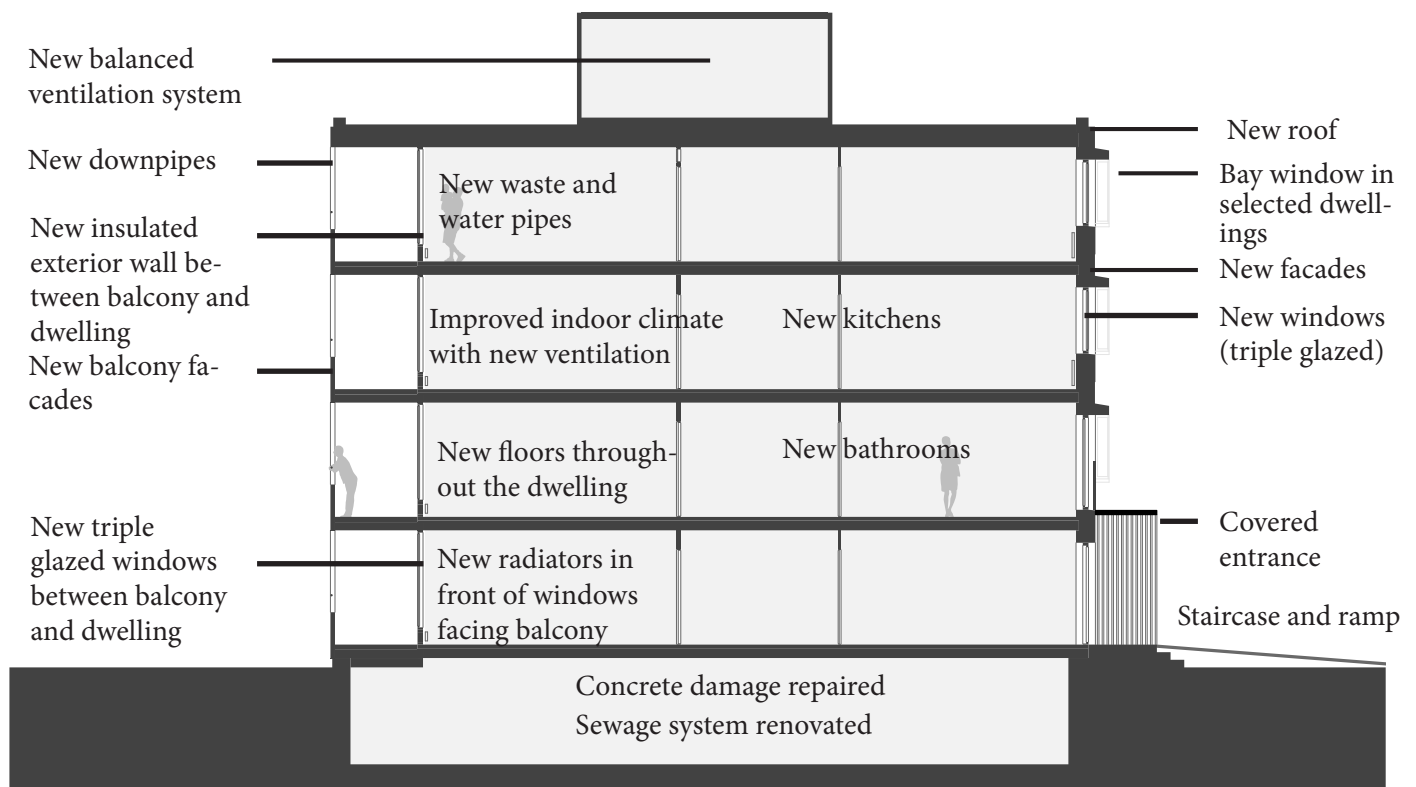 New balanced
ventilation system
New downpipes
New insulated
exterior wall be-
tween balcony and
dwelling
New balcony fa-
cades
New triple
glazed windows
between balcony
and dwelling
New waste and
water pipes
Improved indoor climate
with new ventilation
New kitchens
New floors through-
out the dwelling
New bathrooms
New radiators in
front of windows
facing balcony
Concrete damage repaired
Sewage system renovated
New roof
Bay window in
selected dwell-
ings
New facades
New windows
(triple glazed)
Covered
entrance
Staircase and ramp